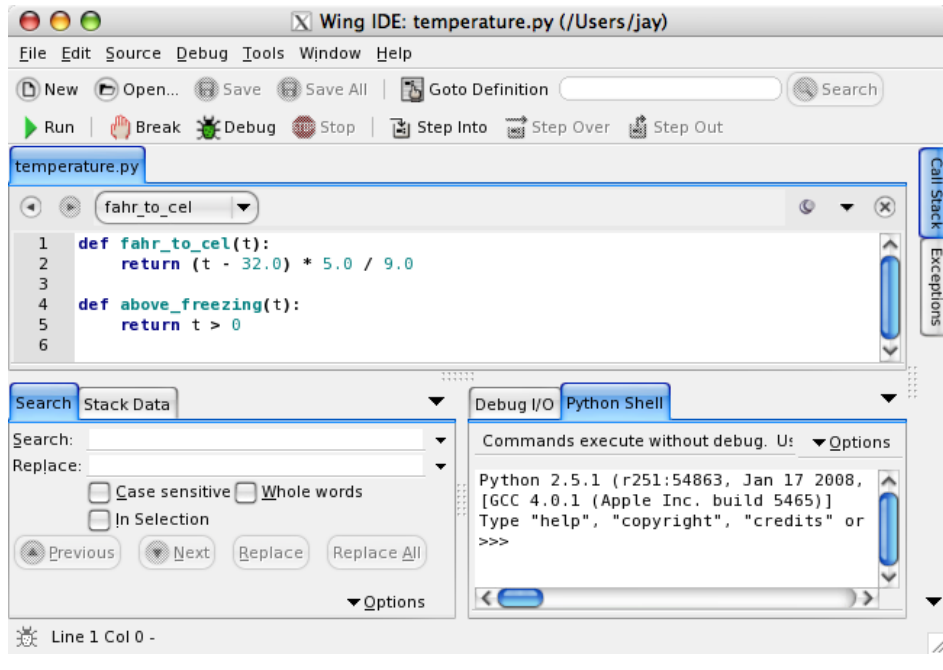 Wing IDE: temperature.py (/Users/jay)
File Edit Source Debug Tools Window Help
New Open... Save Save All Goto Definition Search
Run Break Debug Stop Step Into Step Over Step Out
temperature.py
fahr_to_cel
1 def fahr_to_cel(t):
2     return (t - 32.0) * 5.0 / 9.0
3
4 def above_freezing(t):
5     return t > 0
6
Call Stack
Exceptions
Search Stack Data
Search:
Replace:
Case sensitive Whole words
In Selection
Previous Next Replace Replace All
Options
Debug I/O Python Shell
Commands execute without debug. Us Options
Python 2.5.1 (r251:54863, Jan 17 2008,
[GCC 4.0.1 (Apple Inc. build 5465)]
Type "help", "copyright", "credits" or
>>>
Line 1 Col 0 -